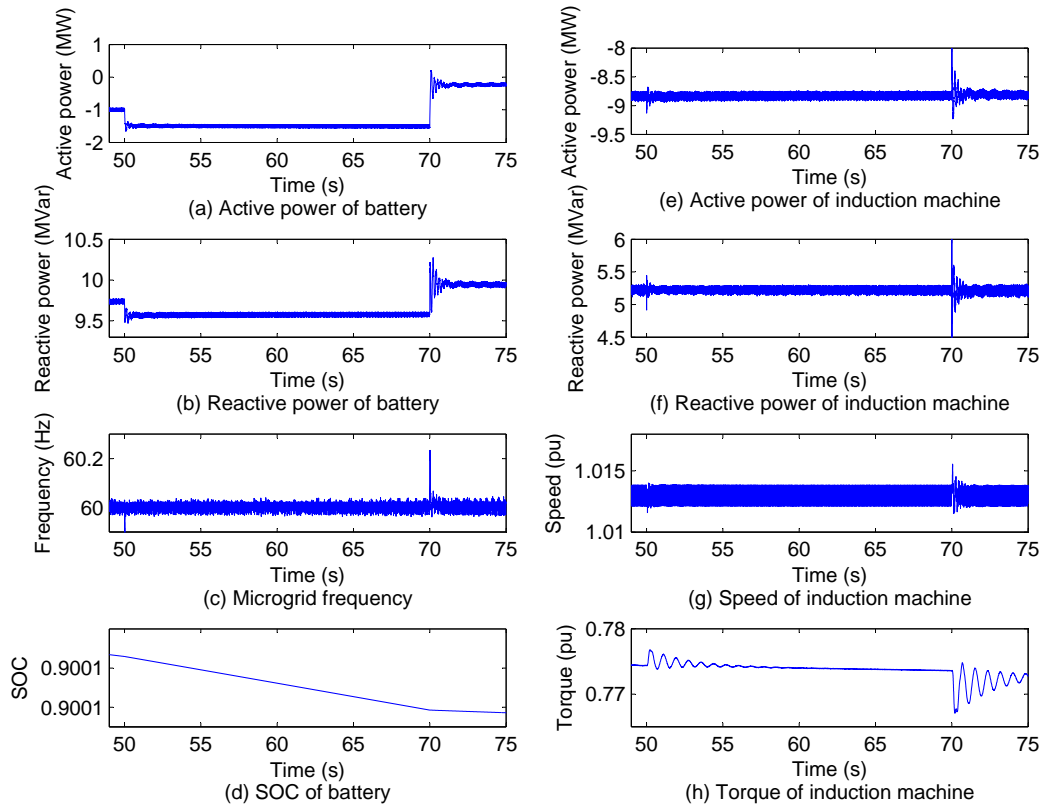 Active power (MW)
1
0
-1
-2
50 55 60 65 70 75
Time (s)
(a) Active power of battery
Reactive power (MVar)
10.5
10
9.5
50 55 60 65 70 75
Time (s)
(b) Reactive power of battery
Frequency (Hz)
60.2
60
50 55 60 65 70 75
Time (s)
(c) Microgrid frequency
SOC
0.9001
0.9001
50 55 60 65 70 75
Time (s)
(d) SOC of battery
Active power (MW)
-8
-8.5
-9
-9.5
50 55 60 65 70 75
Time (s)
(e) Active power of induction machine
Reactive power (MVar)
6
5.5
5
4.5
50 55 60 65 70 75
Time (s)
(f) Reactive power of induction machine
Speed (pu)
1.015
1.01
50 55 60 65 70 75
Time (s)
(g) Speed of induction machine
Torque (pu)
0.78
0.77
50 55 60 65 70 75
Time (s)
(h) Torque of induction machine